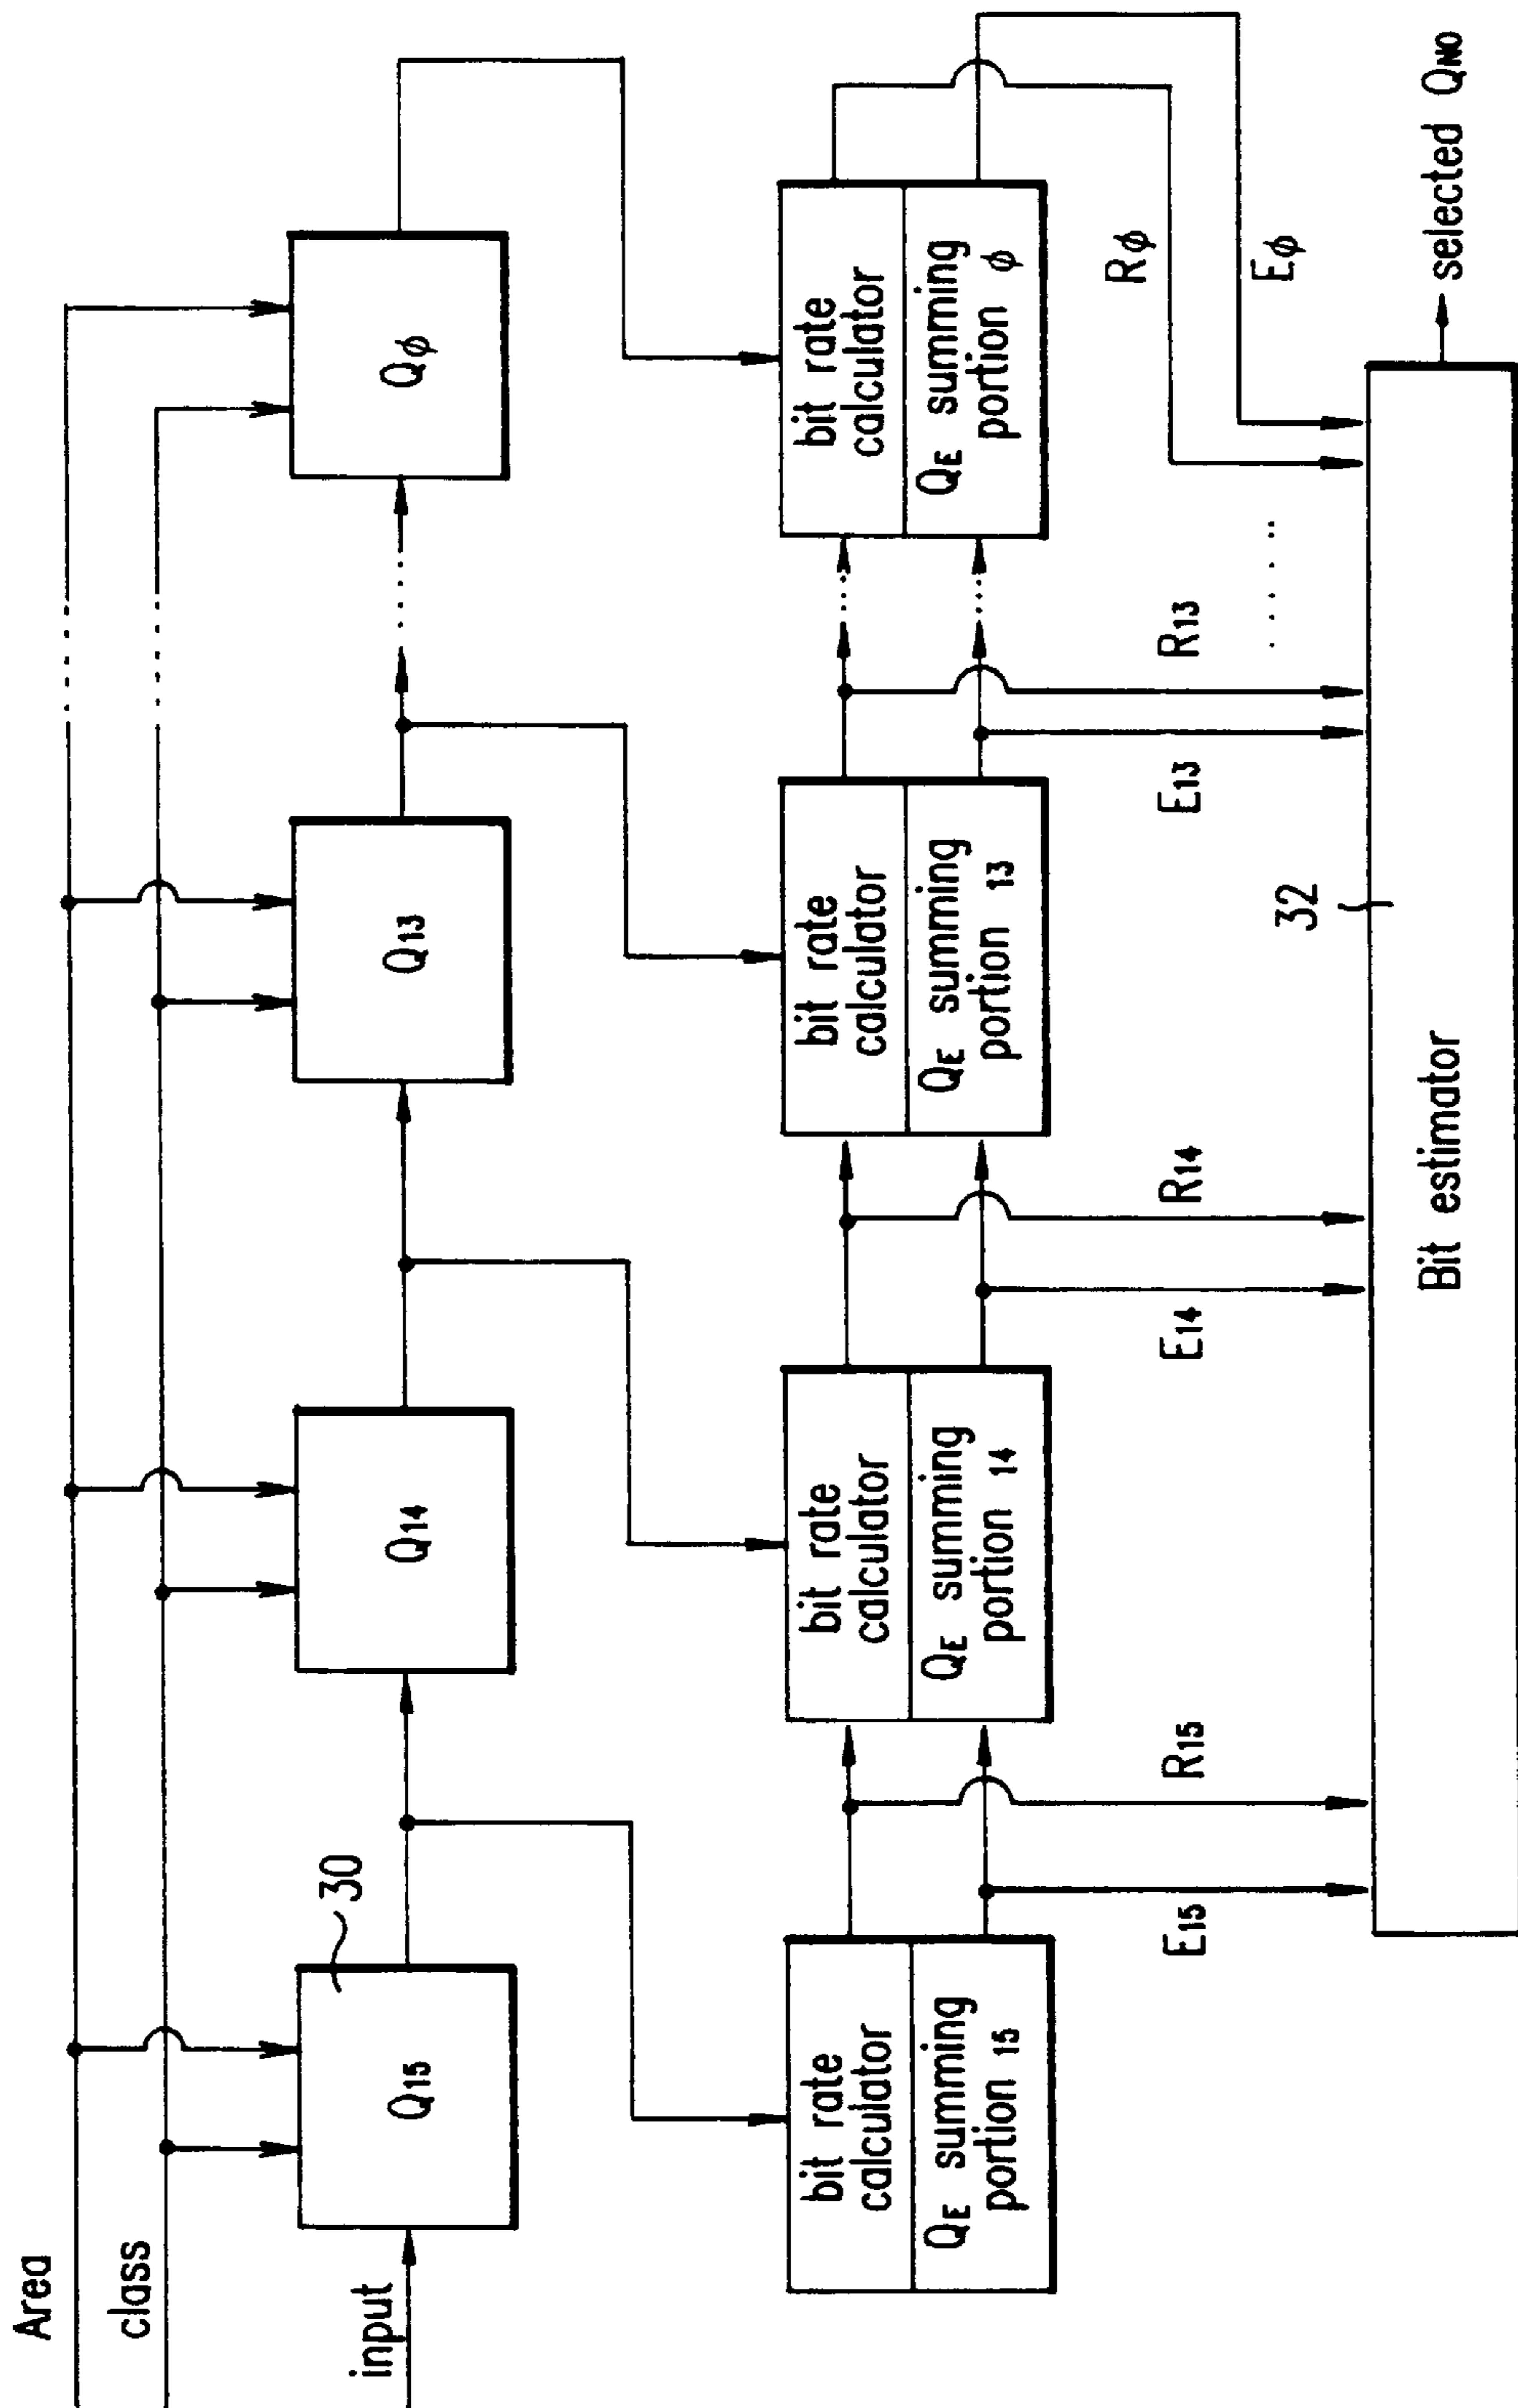 Area
class
input
30
Q15
Q14
Q13
Qϕ
bit rate
calculator
QE summing
portion 15
bit rate
calculator
QE summing
portion 14
bit rate
calculator
QE summing
portion 13
bit rate
calculator
QE summing
portion ϕ
E15
R15
E14
R14
E13
R13
Rϕ
Eϕ
32
Bit estimator
selected QNO